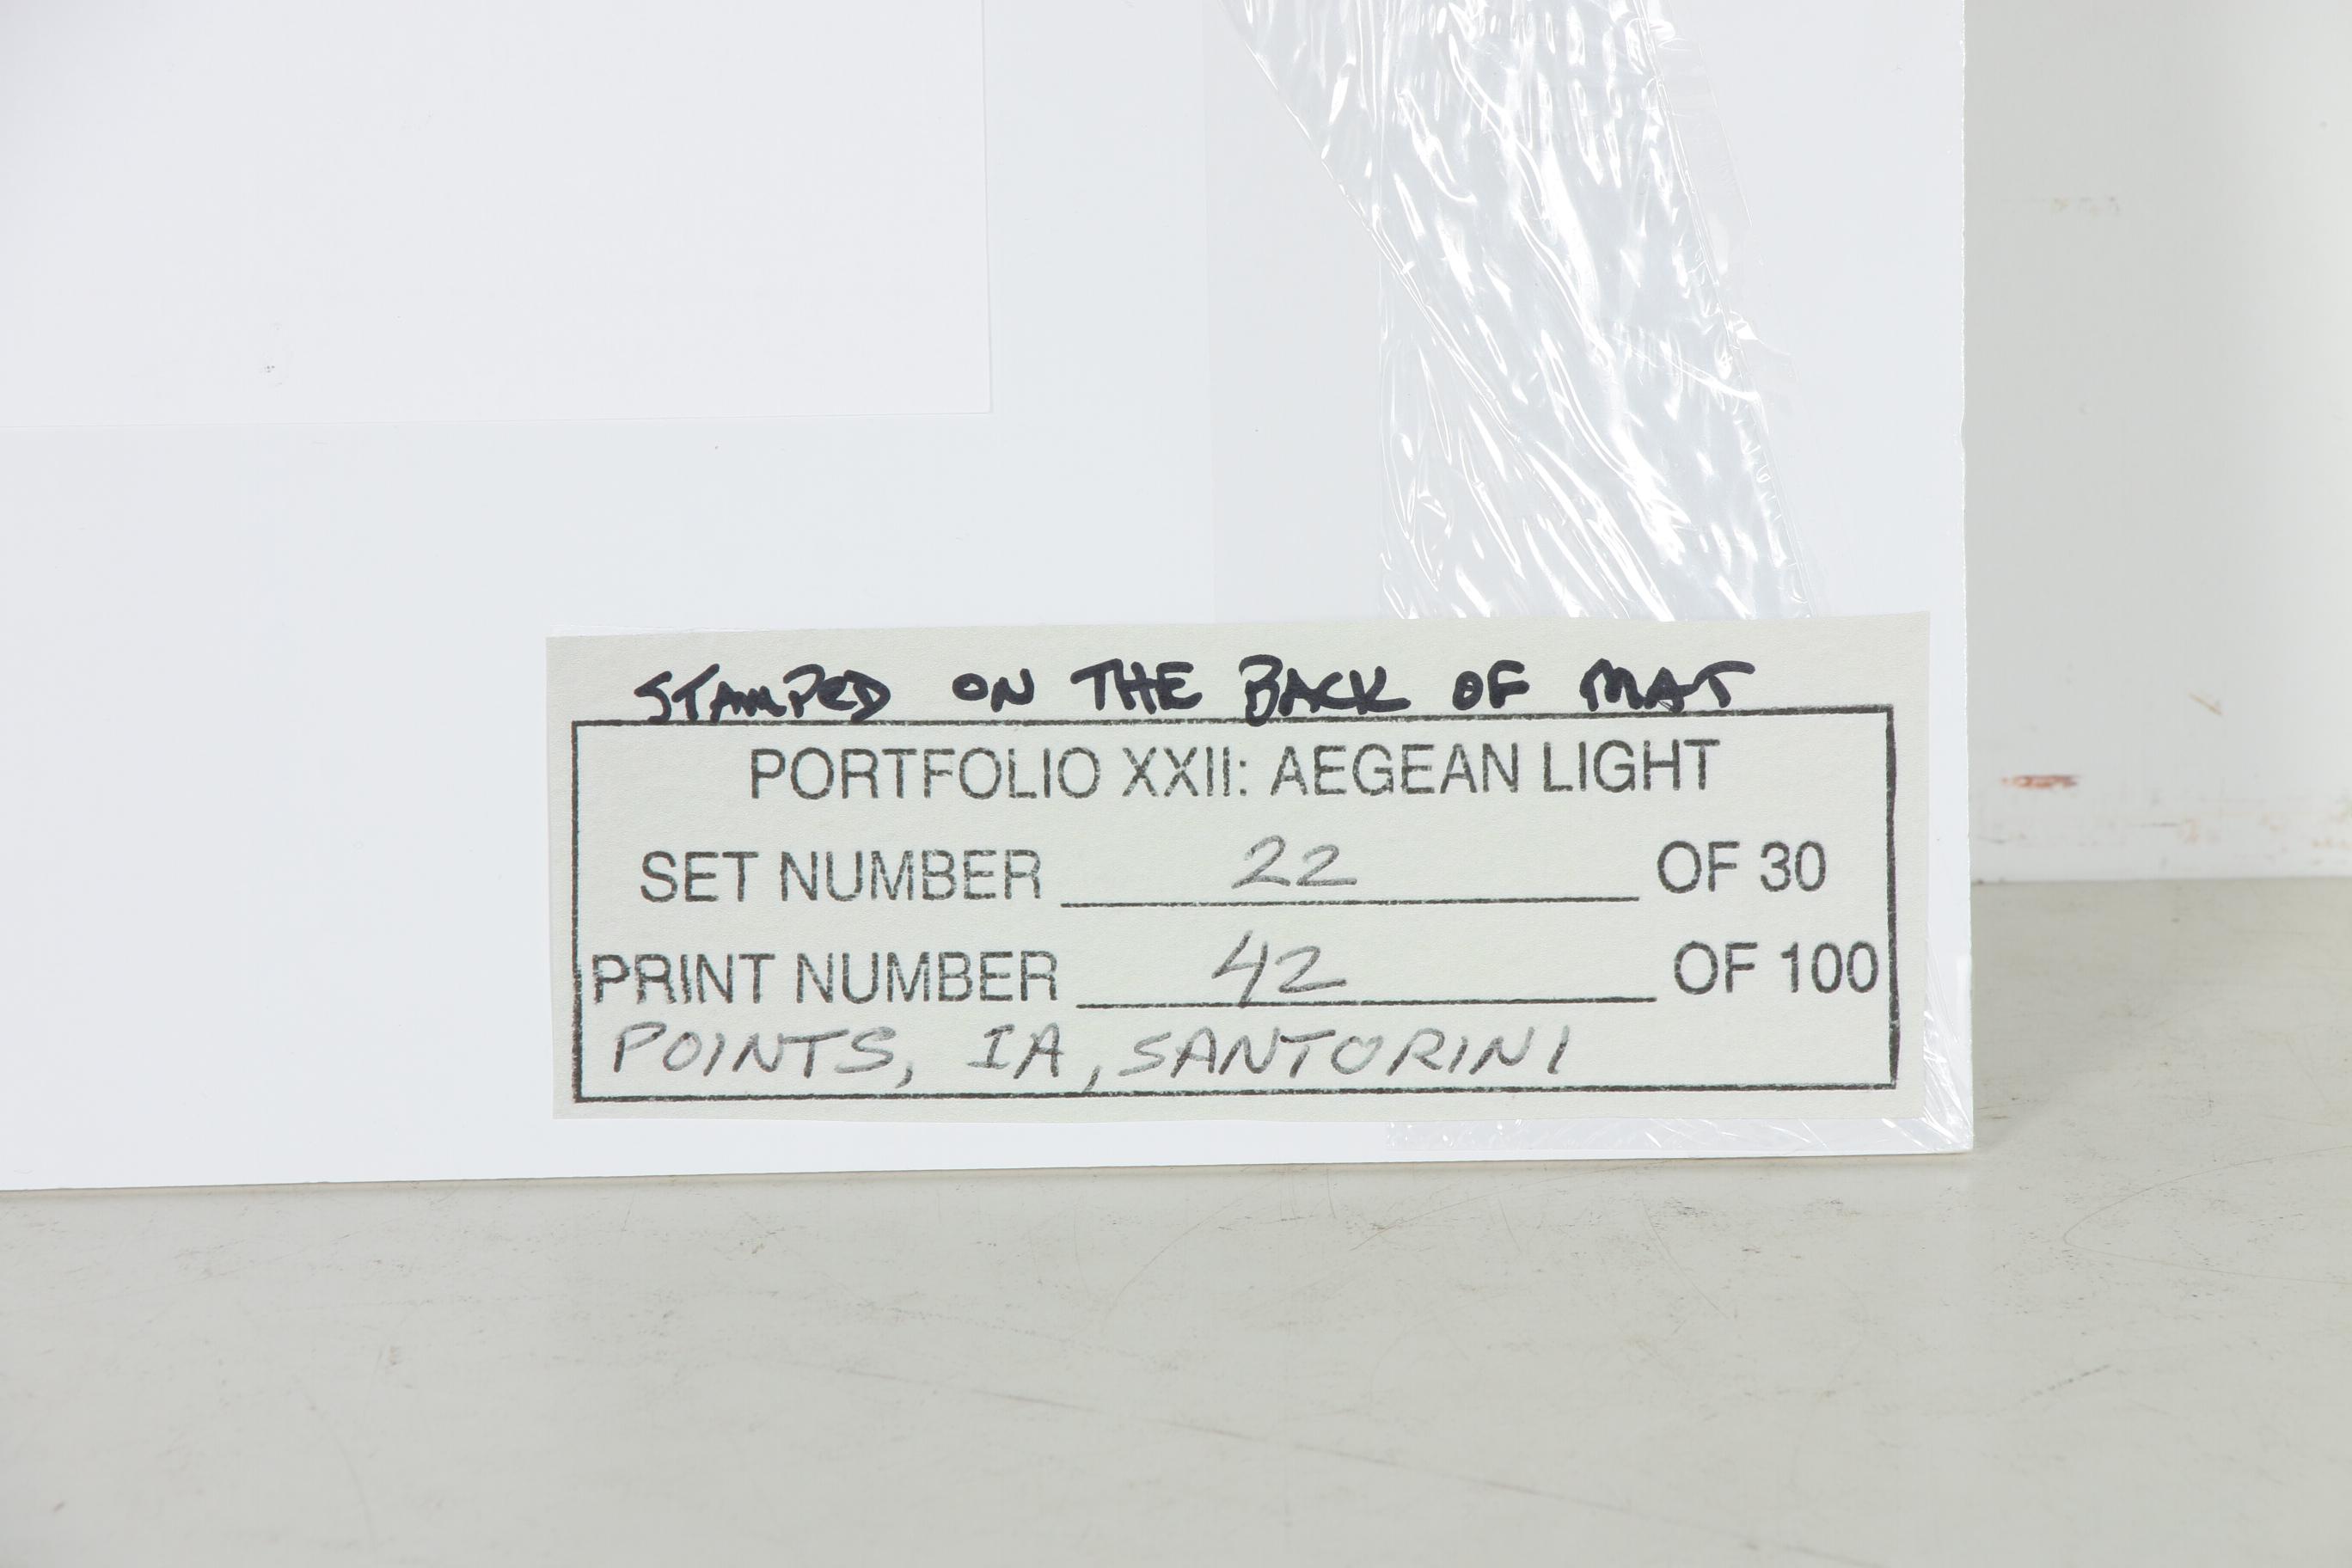 STAMPED ON THE BACK OF MAT
PORTFOLIO XXII: AEGEAN LIGHT
SET NUMBER 22 OF 30
PRINT NUMBER 42 OF 100
POINTS, IA, SANTORINI